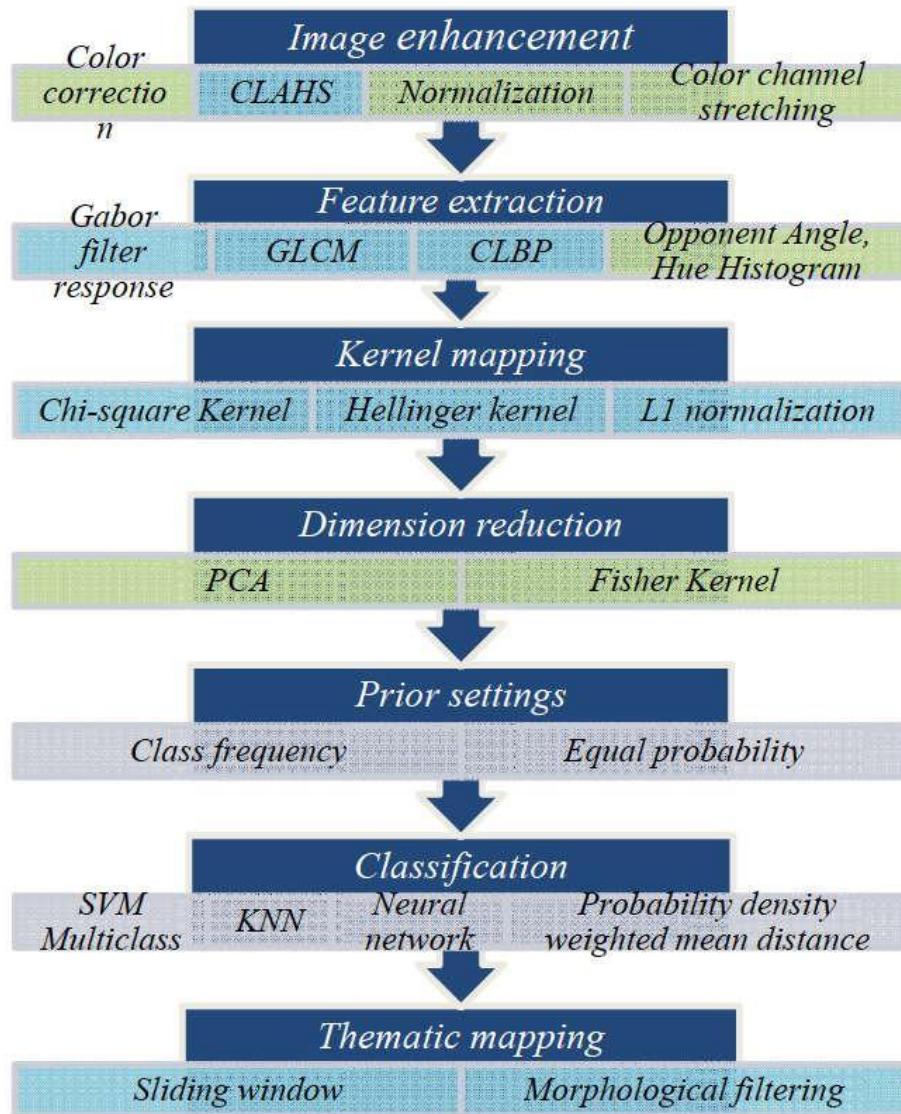 Image enhancement
Color
correctio
n
CLAHS
Normalization
Color channel
stretching
Feature extraction
Gabor
filter
response
GLCM
CLBP
Opponent Angle,
Hue Histogram
Kernel mapping
Chi-square Kernel
Hellinger kernel
L1 normalization
Dimension reduction
PCA
Fisher Kernel
Prior settings
Class frequency
Equal probability
Classification
SVM
Multiclass
KNN
Neural
network
Probability density
weighted mean distance
Thematic mapping
Sliding window
Morphological filtering